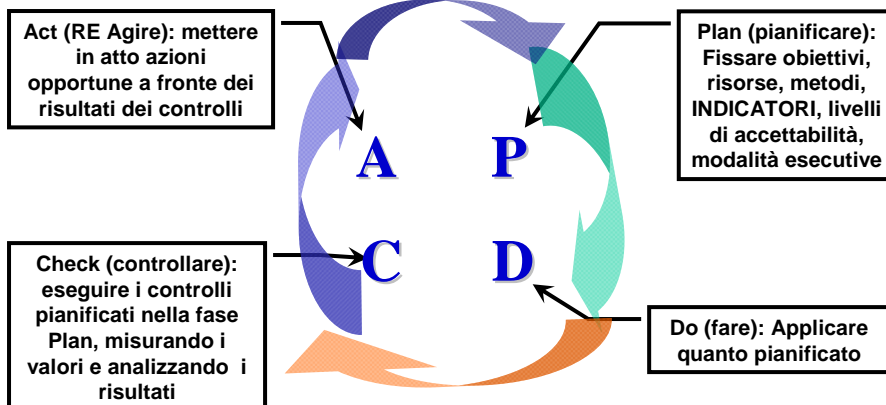 Act (RE Agire): mettere
in atto azioni
opportune a fronte dei
risultati dei controlli
Plan (pianificare):
Fissare obiettivi,
risorse, metodi,
INDICATORI, livelli
di accettabilità,
modalità esecutive
A
P
C
D
Check (controllare):
eseguire i controlli
pianificati nella fase
Plan, misurando i
valori e analizzando i
risultati
Do (fare): Applicare
quanto pianificato